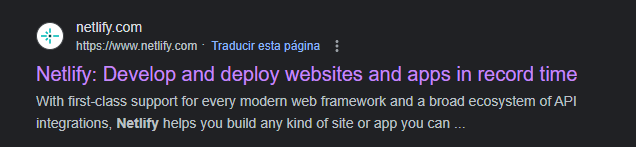 netlify.com
https://www.netlify.com · Traducir esta página
Netlify: Develop and deploy websites and apps in record time
With first-class support for every modern web framework and a broad ecosystem of API
integrations, Netlify helps you build any kind of site or app you can ...